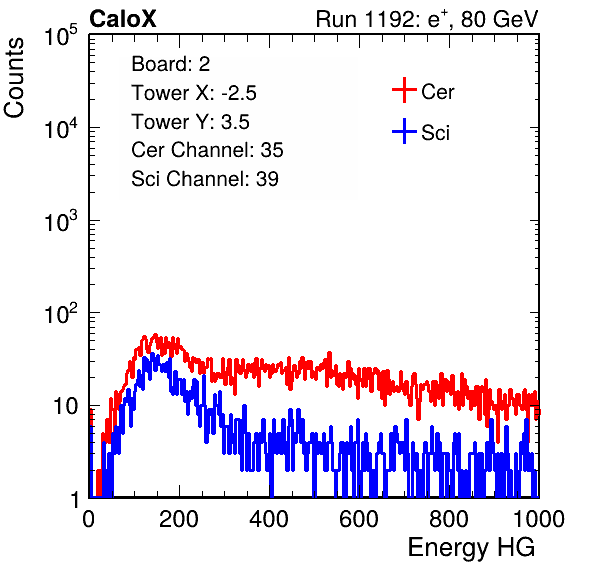 CaloX Run 1192: e⁺, 80 GeV
Counts
10⁵
10⁴
10³
10²
10
1
Board: 2
Tower X: -2.5
Tower Y: 3.5
Cer Channel: 35
Sci Channel: 39
Cer
Sci
0 200 400 600 800 1000
Energy HG